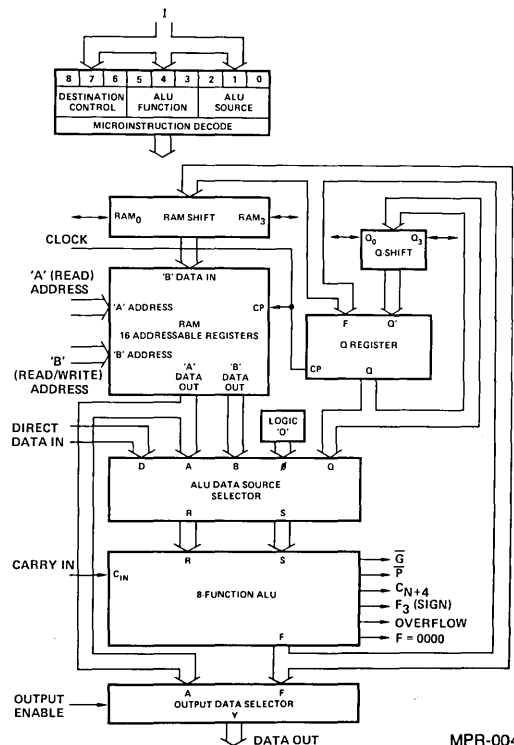 I
8 7 6 5 4 3 2 1 0
DESTINATION CONTROL
ALU FUNCTION
ALU SOURCE
MICROINSTRUCTION DECODE
RAM0 RAM SHIFT RAM3
Q0 Q3
Q-SHIFT
CLOCK
'B' DATA IN
'A' (READ)
ADDRESS
'A' ADDRESS
CP
RAM
16 ADDRESSABLE REGISTERS
'B'
(READ/WRITE)
ADDRESS
'B' ADDRESS
'A'
DATA
OUT
'B'
DATA
OUT
F Q'
Q REGISTER
CP Q
LOGIC
'0'
DIRECT
DATA IN
D A B Ø Q
ALU DATA SOURCE
SELECTOR
R S
R S
CARRY IN
CIN
8-FUNCTION ALU
F
G̅
P̅
CN+4
F3 (SIGN)
OVERFLOW
F = 0000
A F
OUTPUT
ENABLE
OUTPUT DATA SELECTOR
Y
DATA OUT
MPR-004